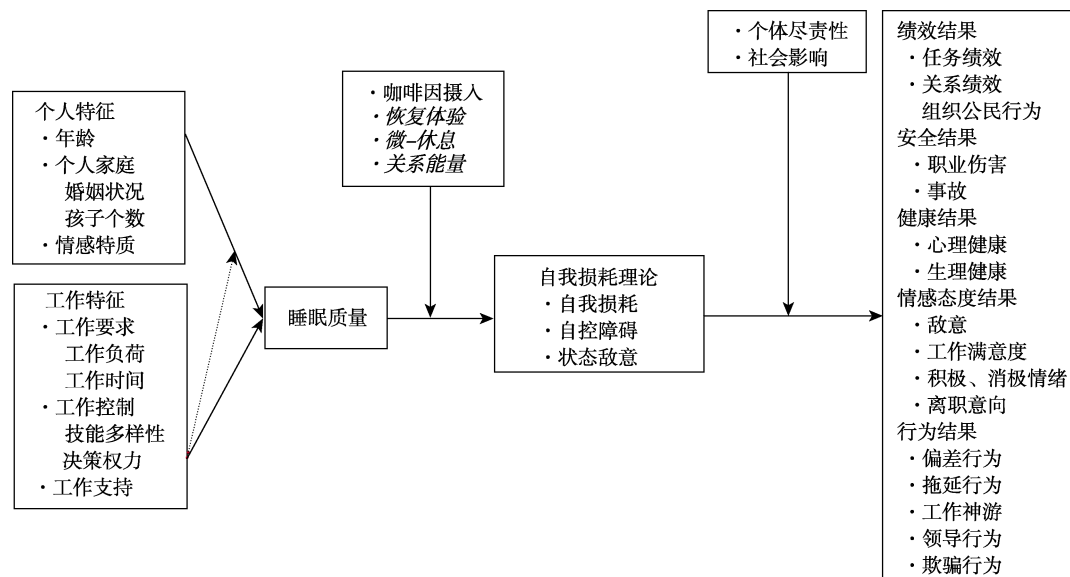 个人特征
·年龄
·个人家庭
婚姻状况
孩子个数
·情感特质
工作特征
·工作要求
工作负荷
工作时间
·工作控制
技能多样性
决策权力
·工作支持
睡眠质量
·咖啡因摄入
·恢复体验
·微-休息
·关系能量
自我损耗理论
·自我损耗
·自控障碍
·状态敌意
·个体尽责性
·社会影响
绩效结果
·任务绩效
·关系绩效
组织公民行为
安全结果
·职业伤害
·事故
健康结果
·心理健康
·生理健康
情感态度结果
·敌意
·工作满意度
·积极、消极情绪
·离职意向
行为结果
·偏差行为
·拖延行为
·工作神游
·领导行为
·欺骗行为